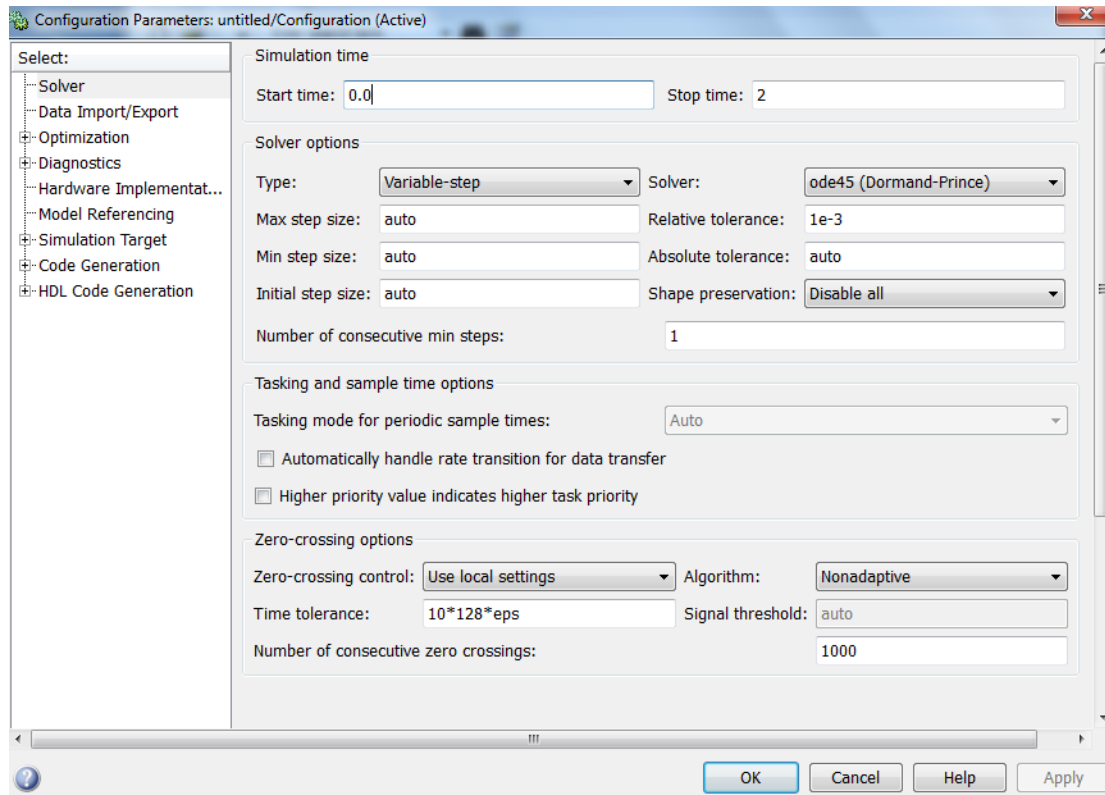 Configuration Parameters: untitled/Configuration (Active)
Select:
Solver
Data Import/Export
Optimization
Diagnostics
Hardware Implementat...
Model Referencing
Simulation Target
Code Generation
HDL Code Generation
Simulation time
Start time: 0.0 Stop time: 2
Solver options
Type: Variable-step Solver: ode45 (Dormand-Prince)
Max step size: auto Relative tolerance: 1e-3
Min step size: auto Absolute tolerance: auto
Initial step size: auto Shape preservation: Disable all
Number of consecutive min steps: 1
Tasking and sample time options
Tasking mode for periodic sample times: Auto
Automatically handle rate transition for data transfer
Higher priority value indicates higher task priority
Zero-crossing options
Zero-crossing control: Use local settings Algorithm: Nonadaptive
Time tolerance: 10*128*eps Signal threshold: auto
Number of consecutive zero crossings: 1000
OK Cancel Help Apply